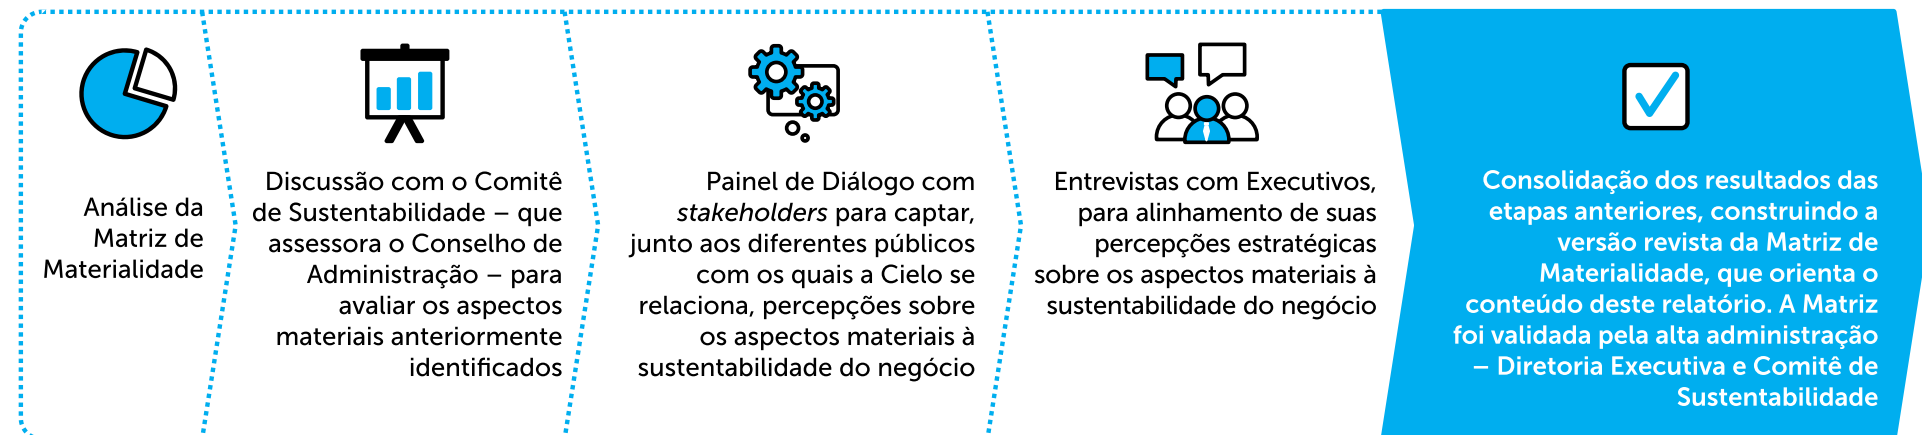 Análise da
Matriz de
Materialidade
Discussão com o Comitê
de Sustentabilidade – que
assessora o Conselho de
Administração – para
avaliar os aspectos
materiais anteriormente
identificados
Painel de Diálogo com
stakeholders para captar,
junto aos diferentes públicos
com os quais a Cielo se
relaciona, percepções sobre
os aspectos materiais à
sustentabilidade do negócio
Entrevistas com Executivos,
para alinhamento de suas
percepções estratégicas
sobre os aspectos materiais à
sustentabilidade do negócio
Consolidação dos resultados das
etapas anteriores, construindo a
versão revista da Matriz de
Materialidade, que orienta o
conteúdo deste relatório. A Matriz
foi validada pela alta administração
– Diretoria Executiva e Comitê de
Sustentabilidade